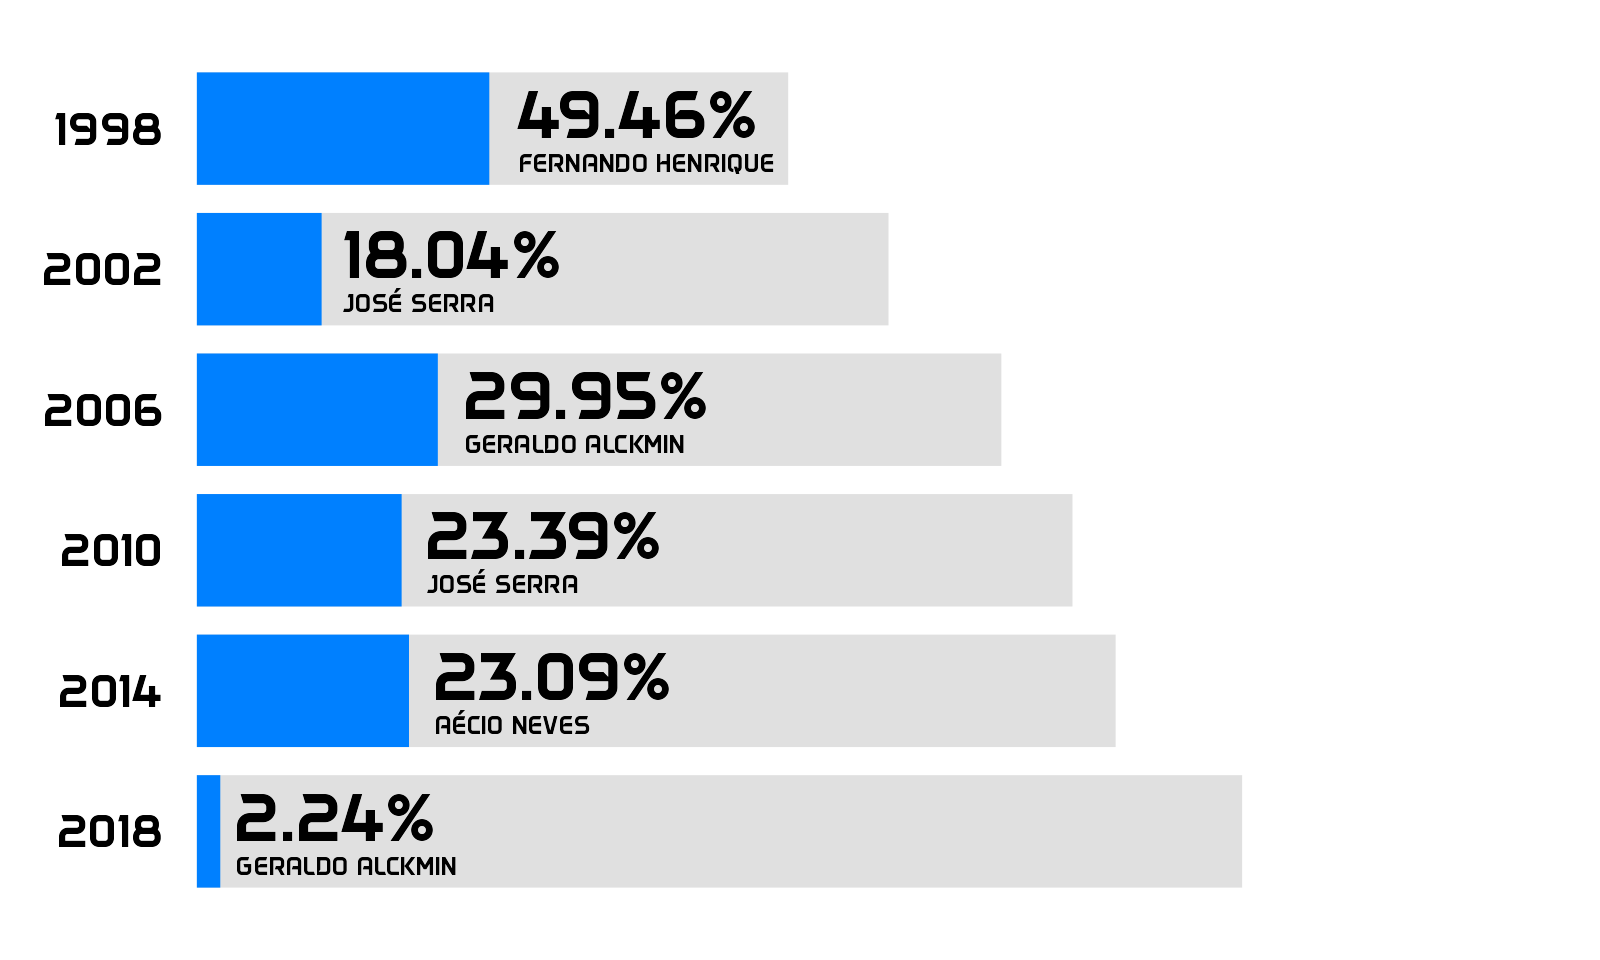 1998
49.46%
FERNANDO HENRIQUE
2002
18.04%
JOSÉ SERRA
2006
29.95%
GERALDO ALCKMIN
2010
23.39%
JOSÉ SERRA
2014
23.09%
AÉCIO NEVES
2018
2.24%
GERALDO ALCKMIN